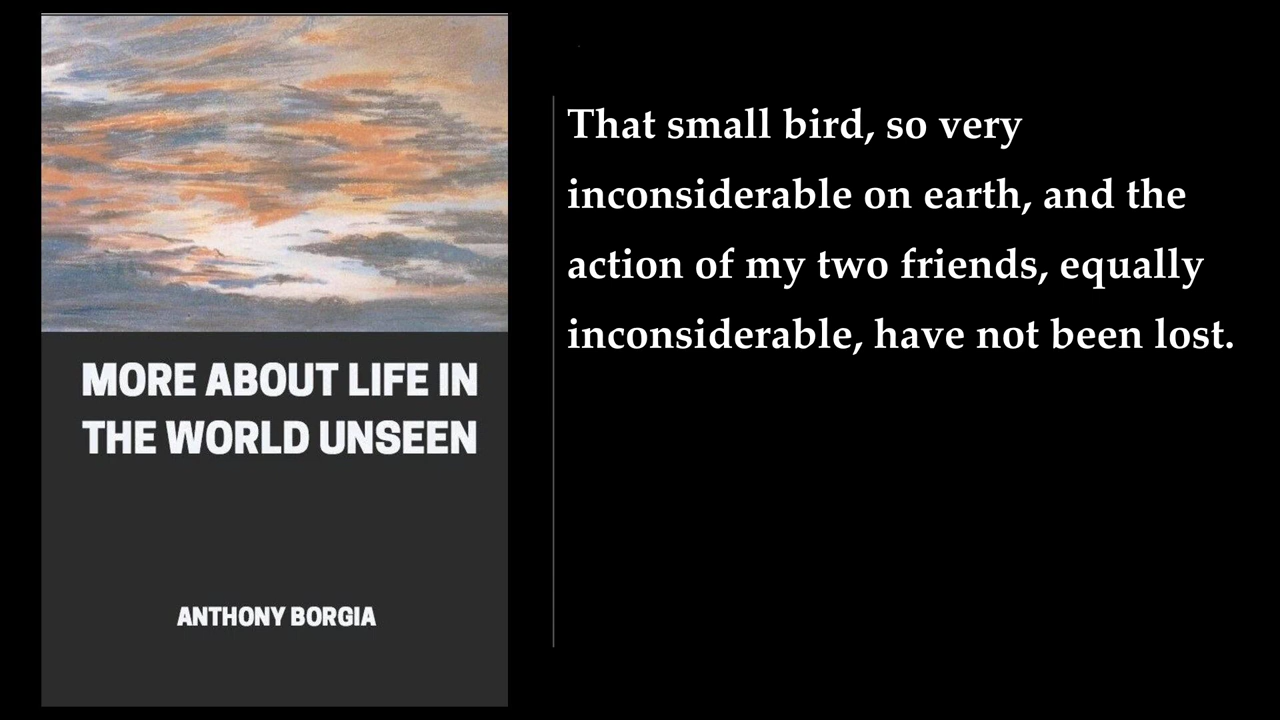 MORE ABOUT LIFE IN
THE WORLD UNSEEN
ANTHONY BORGIA
That small bird, so very
inconsiderable on earth, and the
action of my two friends, equally
inconsiderable, have not been lost.